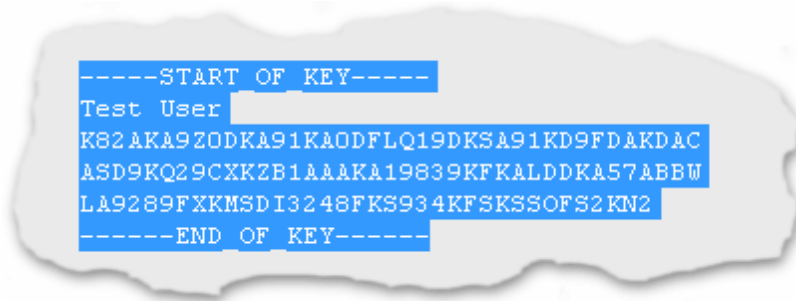 -----START_OF_KEY-----
Test User
K82AKA9ZODKA91KAODFLQ19DKSA91KD9FDAKDAC
ASD9KQ29CXKZB1AAAKA19839KFKALDDKA57ABBW
LA9289FXKMSDI3248FKS934KFSKSSOFS2KN2
------END_OF_KEY------